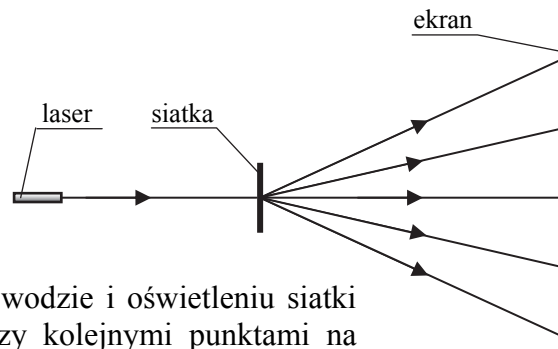 ekran
laser
siatka
wodzie i oświetleniu siatki
zy kolejnymi punktami na